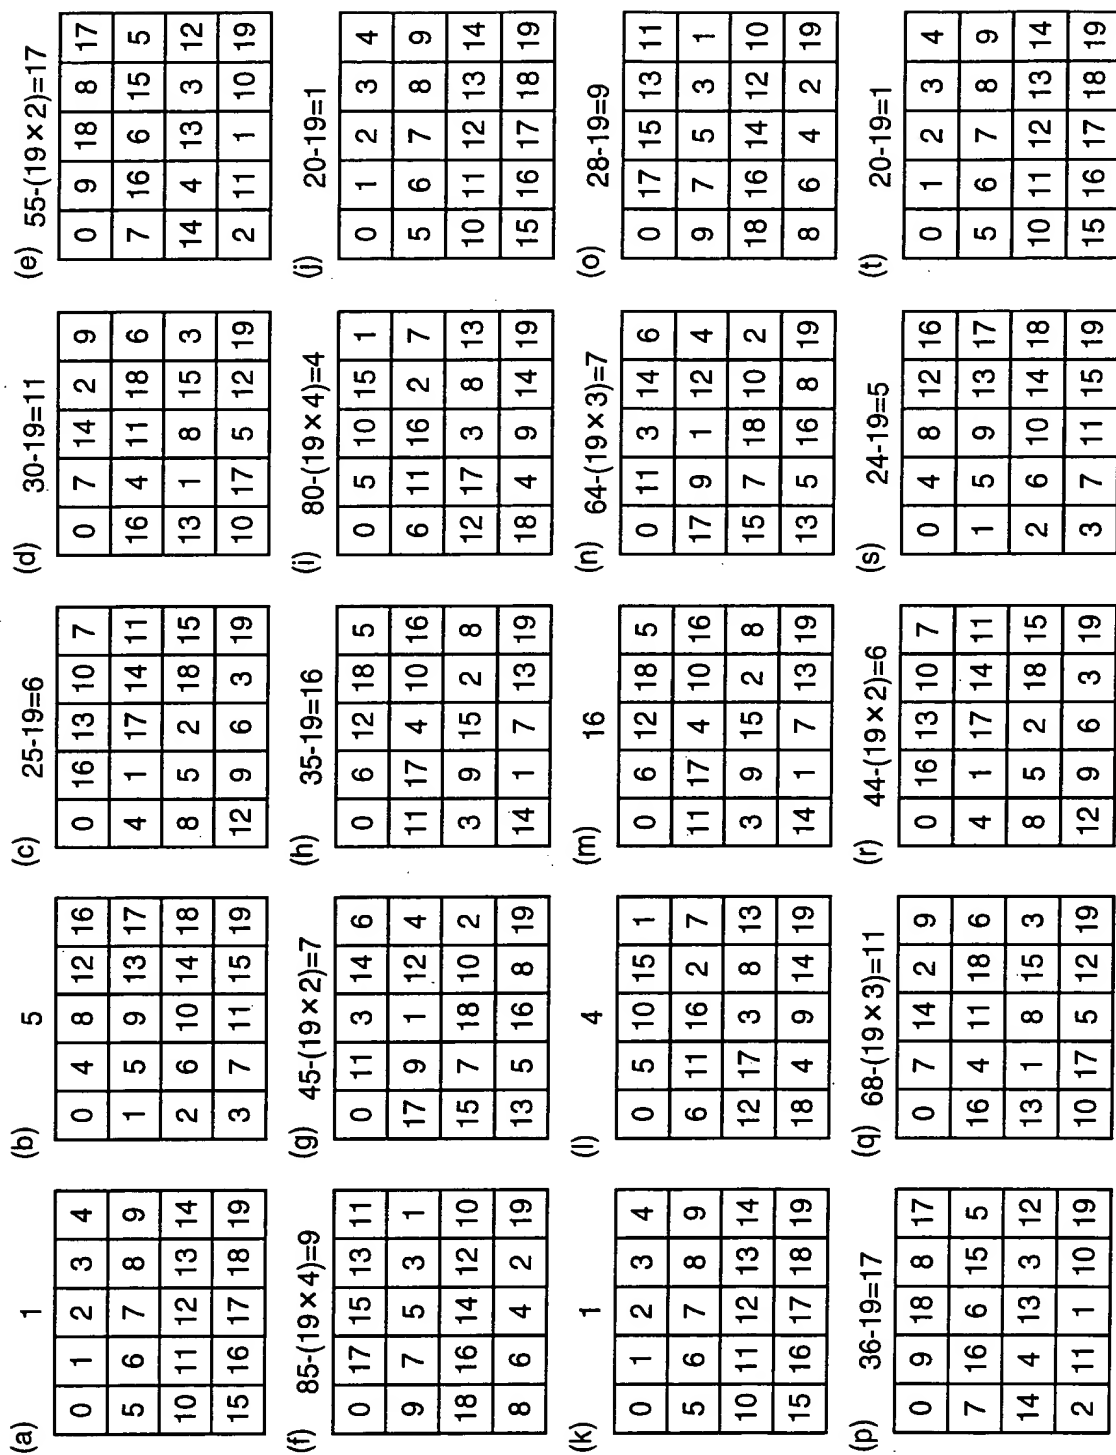 (a) 1 (b) 5 (c) 25-19=6 (d) 30-19=11 (e) 55-(19×2)=17
0 1 2 3 4 0 4 8 12 16 0 16 13 10 7 0 7 14 2 9 0 9 18 8 17
5 6 7 8 9 1 5 9 13 17 4 1 17 14 11 16 4 11 18 6 7 16 6 15 5
10 11 12 13 14 2 6 10 14 18 8 5 2 18 15 13 1 8 15 3 14 4 13 3 12
15 16 17 18 19 3 7 11 15 19 12 9 6 3 19 10 17 5 12 19 2 11 1 10 19
(f) 85-(19×4)=9 (g) 45-(19×2)=7 (h) 35-19=16 (i) 80-(19×4)=4 (j) 20-19=1
0 17 15 13 11 0 11 3 14 6 0 6 12 18 5 0 5 10 15 1 0 1 2 3 4
9 7 5 3 1 17 9 1 12 4 11 17 4 10 16 6 11 16 2 7 5 6 7 8 9
18 16 14 12 10 15 7 18 10 2 3 9 15 2 8 12 17 3 8 13 10 11 12 13 14
8 6 4 2 19 13 5 16 8 19 14 1 7 13 19 18 4 9 14 19 15 16 17 18 19
(k) 1 (l) 4 (m) 16 (n) 64-(19×3)=7 (o) 28-19=9
0 1 2 3 4 0 5 10 15 1 0 6 12 18 5 0 11 3 14 6 0 17 15 13 11
5 6 7 8 9 6 11 16 2 7 11 17 4 10 16 17 9 1 12 4 9 7 5 3 1
10 11 12 13 14 12 17 3 8 13 3 9 15 2 8 15 7 18 10 2 18 16 14 12 10
15 16 17 18 19 18 4 9 14 19 14 1 7 13 19 13 5 16 8 19 8 6 4 2 19
(p) 36-19=17 (q) 68-(19×3)=11 (r) 44-(19×2)=6 (s) 24-19=5 (t) 20-19=1
0 9 18 8 17 0 7 14 2 9 0 16 13 10 7 0 4 8 12 16 0 1 2 3 4
7 16 6 15 5 16 4 11 18 6 4 1 17 14 11 1 5 9 13 17 5 6 7 8 9
14 4 13 3 12 13 1 8 15 3 8 5 2 18 15 2 6 10 14 18 10 11 12 13 14
2 11 1 10 19 10 17 5 12 19 12 9 6 3 19 3 7 11 15 19 15 16 17 18 19